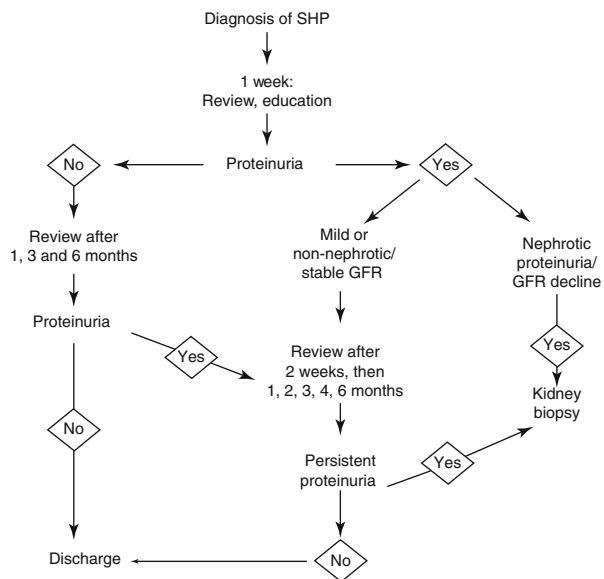 Diagnosis of SHP
1 week:
Review, education
No
Proteinuria
Yes
Review after
1, 3 and 6 months
Mild or
non-nephrotic/
stable GFR
Nephrotic
proteinuria/
GFR decline
Proteinuria
Yes
Review after
2 weeks, then
1, 2, 3, 4, 6 months
Yes
Kidney
biopsy
No
Persistent
proteinuria
Yes
Discharge
No